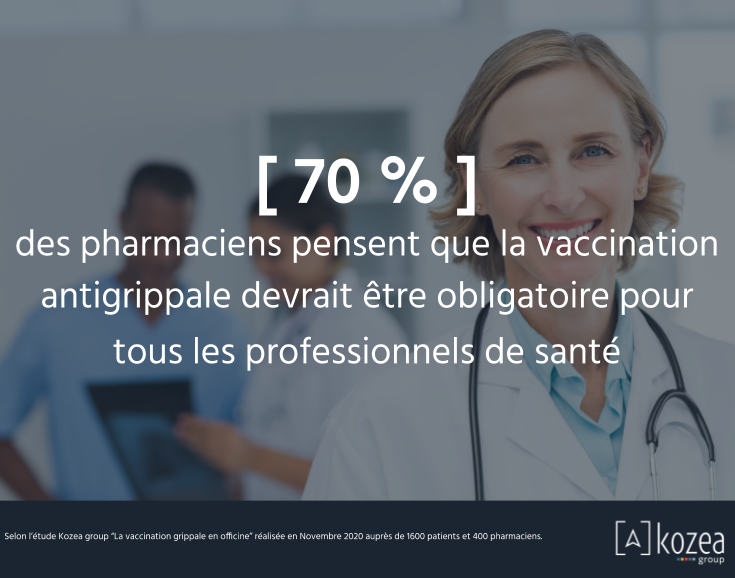 [ 70 % ]
des pharmaciens pensent que la vaccination
antigrippale devrait être obligatoire pour
tous les professionnels de santé
Selon l'étude Kozea group "La vaccination grippale en officine" réalisée en Novembre 2020 auprès de 1600 patients et 400 pharmaciens.
[A] kozea
group